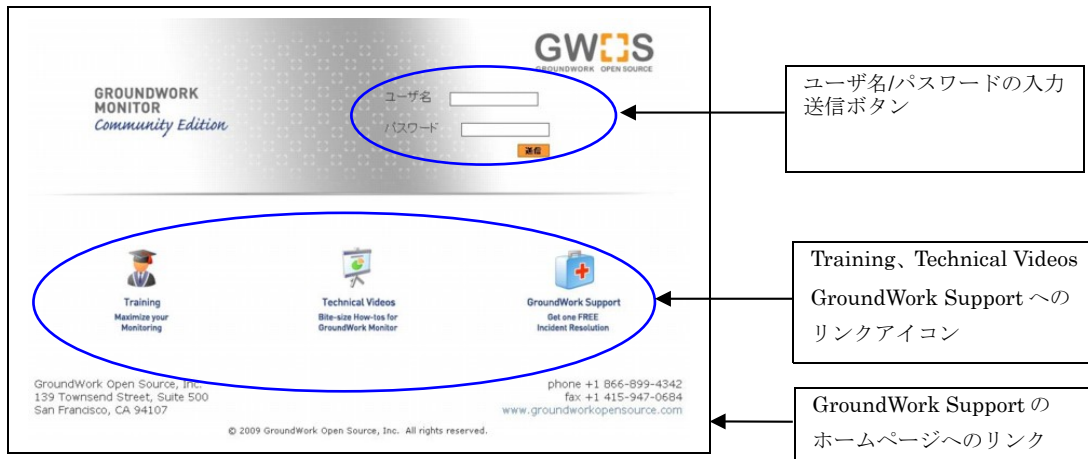 GWOS
GROUNDWORK OPEN SOURCE
GROUNDWORK
MONITOR
Community Edition
ユーザ名
パスワード
送信
ユーザ名/パスワードの入力
送信ボタン
Training
Maximize your
Monitoring
Technical Videos
Bite-size How-tos for
GroundWork Monitor
GroundWork Support
Get one FREE
Incident Resolution
Training、Technical Videos
GroundWork Support への
リンクアイコン
GroundWork Open Source, Inc.
139 Townsend Street, Suite 500
San Francisco, CA 94107
phone +1 866-899-4342
fax +1 415-947-0684
www.groundworkopensource.com
© 2009 GroundWork Open Source, Inc. All rights reserved.
GroundWork Support の
ホームページへのリンク